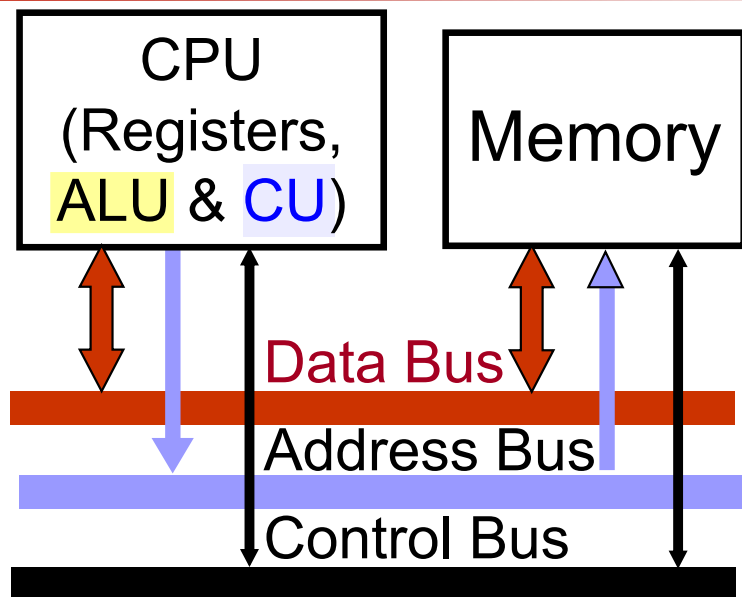 CPU
(Registers,
ALU & CU)
Memory
Data Bus
Address Bus
Control Bus